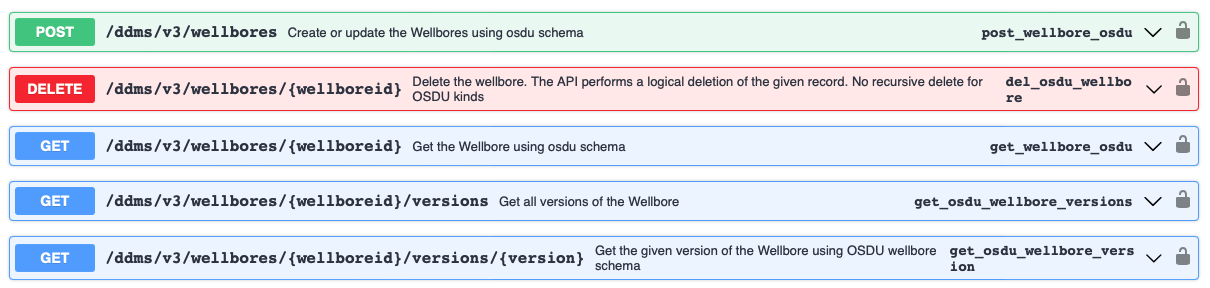 POST /ddms/v3/wellbores Create or update the Wellbores using osdu schema post_wellbore_osdu
DELETE /ddms/v3/wellbores/{wellboreid} Delete the wellbore. The API performs a logical deletion of the given record. No recursive delete for OSDU kinds del_osdu_wellbo
re
GET /ddms/v3/wellbores/{wellboreid} Get the Wellbore using osdu schema get_wellbore_osdu
GET /ddms/v3/wellbores/{wellboreid}/versions Get all versions of the Wellbore get_osdu_wellbore_versions
GET /ddms/v3/wellbores/{wellboreid}/versions/{version} Get the given version of the Wellbore using OSDU wellbore schema get_osdu_wellbore_vers
ion